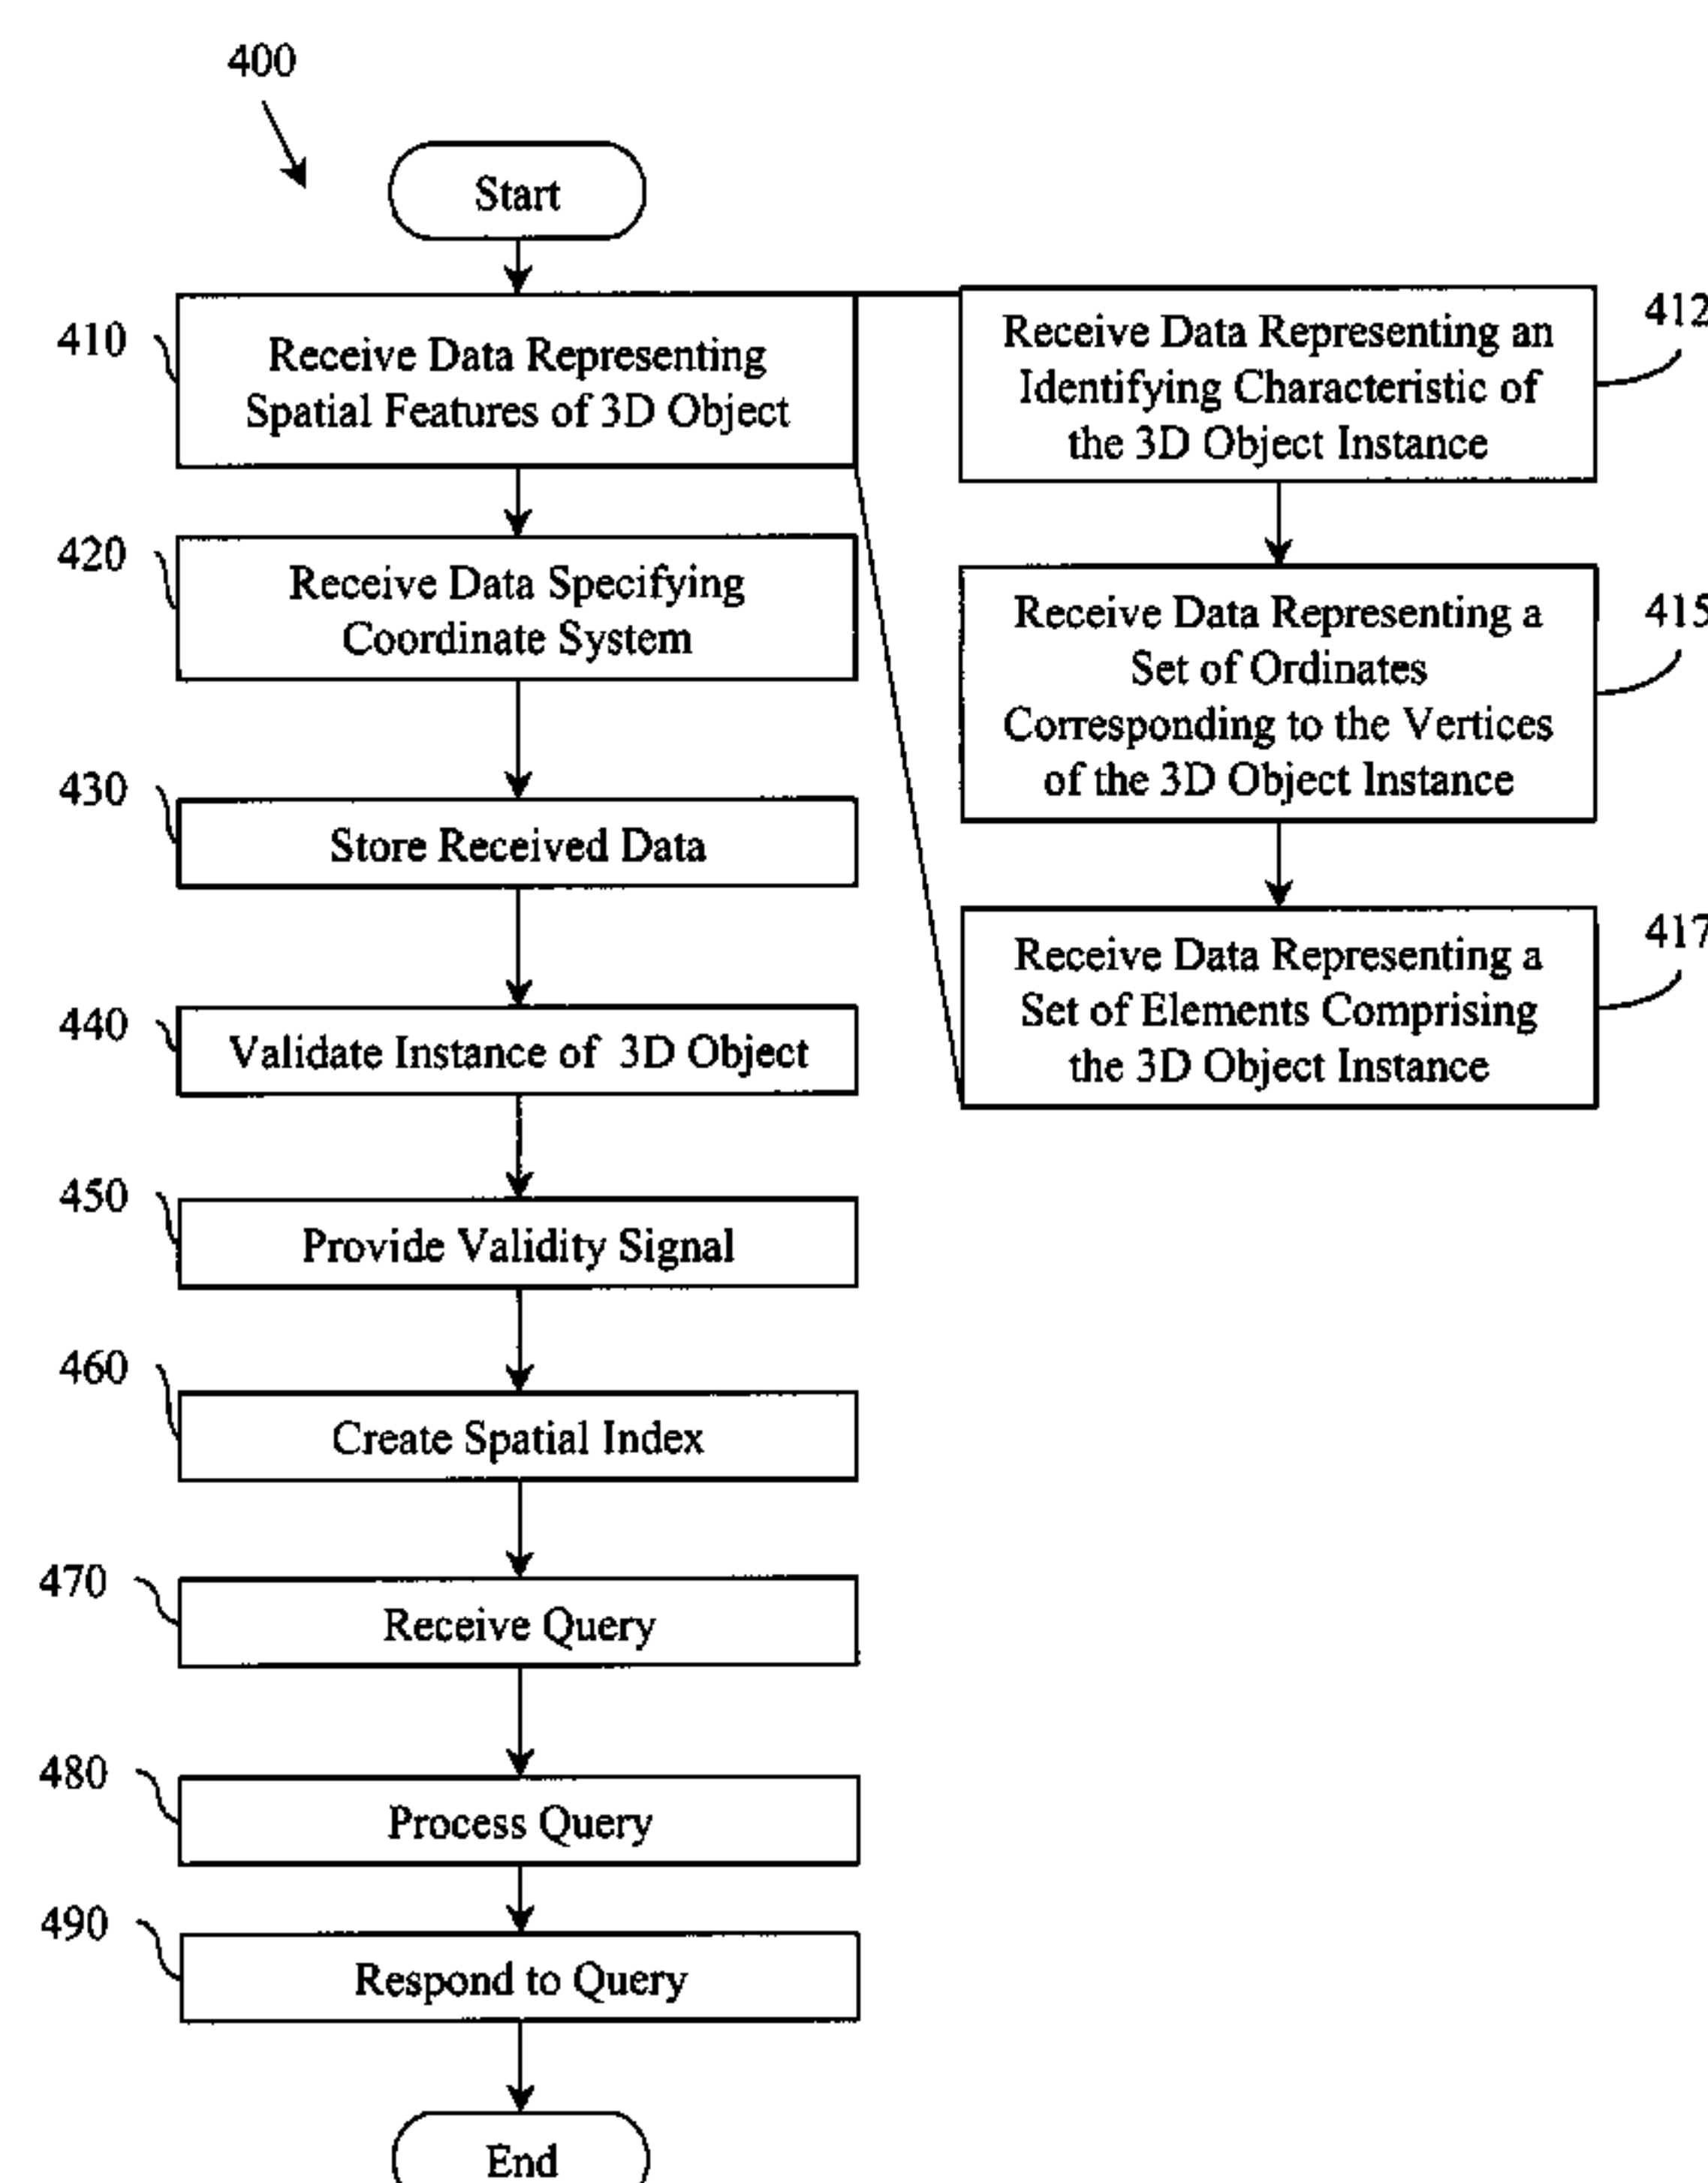 400
Start
410
Receive Data Representing
Spatial Features of 3D Object
412
Receive Data Representing an
Identifying Characteristic of
the 3D Object Instance
420
Receive Data Specifying
Coordinate System
415
Receive Data Representing a
Set of Ordinates
Corresponding to the Vertices
of the 3D Object Instance
430
Store Received Data
417
Receive Data Representing a
Set of Elements Comprising
the 3D Object Instance
440
Validate Instance of 3D Object
450
Provide Validity Signal
460
Create Spatial Index
470
Receive Query
480
Process Query
490
Respond to Query
End